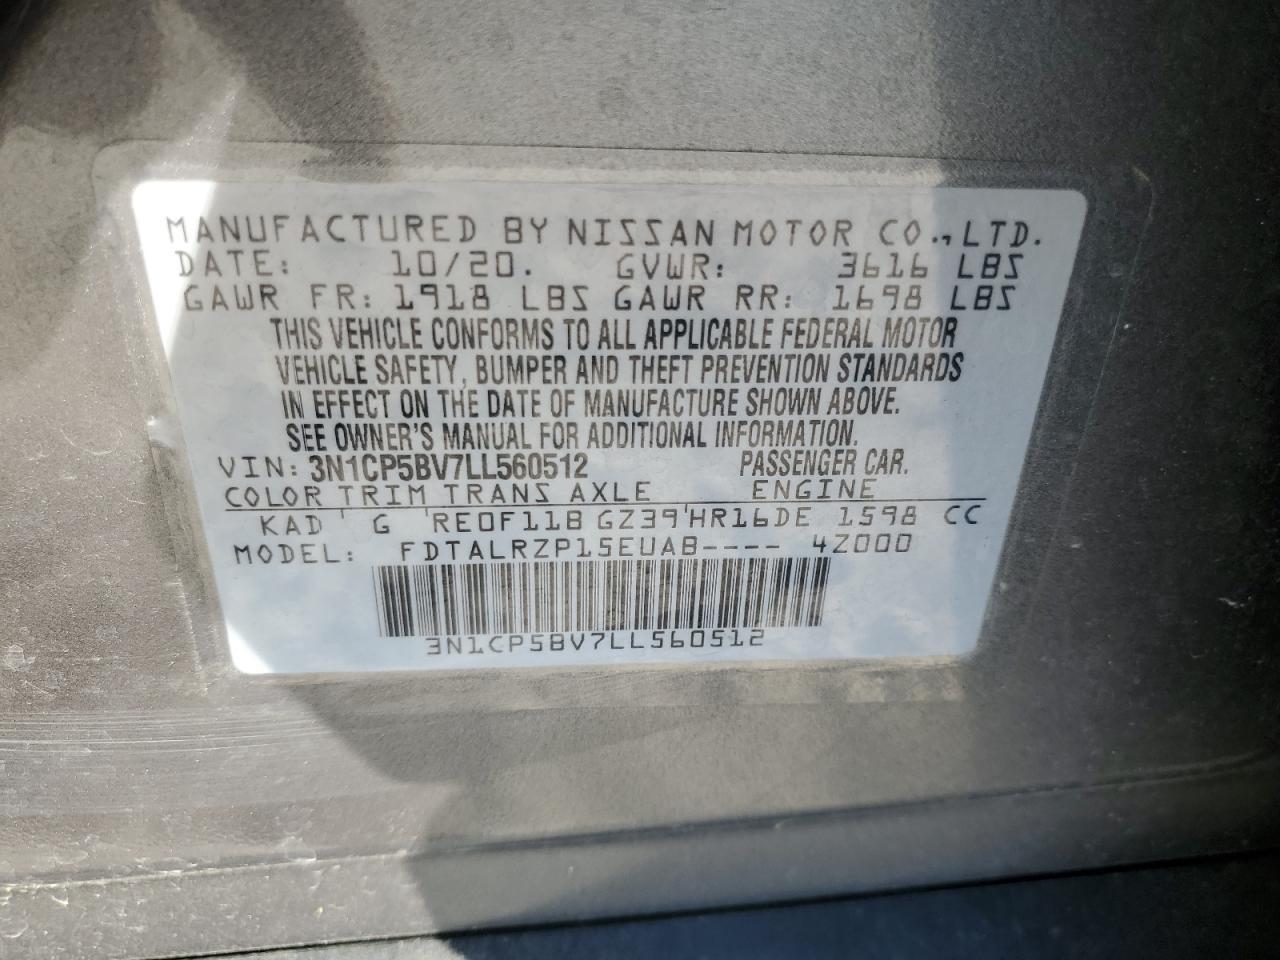 MANUFACTURED BY NISSAN MOTOR CO., LTD.
DATE: 10/20. GVWR: 3616 LBS
GAWR FR: 1918 LBS GAWR RR: 1698 LBS
THIS VEHICLE CONFORMS TO ALL APPLICABLE FEDERAL MOTOR
VEHICLE SAFETY, BUMPER AND THEFT PREVENTION STANDARDS
IN EFFECT ON THE DATE OF MANUFACTURE SHOWN ABOVE.
SEE OWNER'S MANUAL FOR ADDITIONAL INFORMATION.
VIN: 3N1CP5BV7LL560512 PASSENGER CAR.
COLOR TRIM TRANS AXLE ENGINE
KAD G RE0F11B GZ39 HR16DE 1598 CC
MODEL: FDTALRZP15EUAB---- 4Z000
3N1CP5BV7LL560512